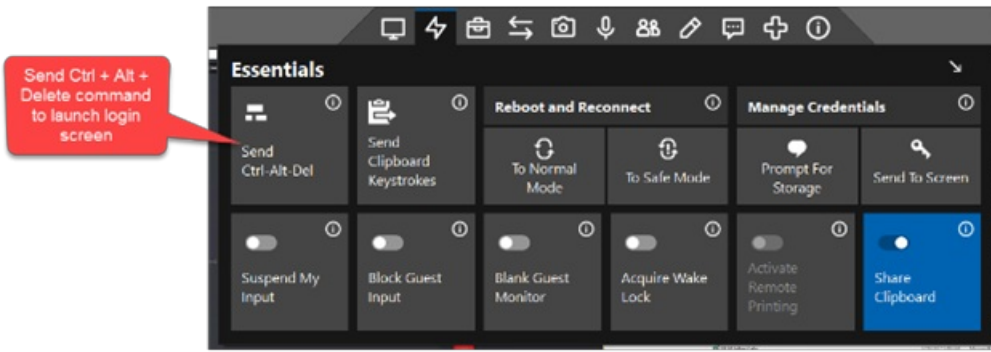 Send Ctrl + Alt +
Delete command
to launch login
screen
Essentials
Send
Ctrl-Alt-Del
Send
Clipboard
Keystrokes
Reboot and Reconnect
To Normal
Mode
To Safe Mode
Manage Credentials
Prompt For
Storage
Send To Screen
Suspend My
Input
Block Guest
Input
Blank Guest
Monitor
Acquire Wake
Lock
Activate
Remote
Printing
Share
Clipboard